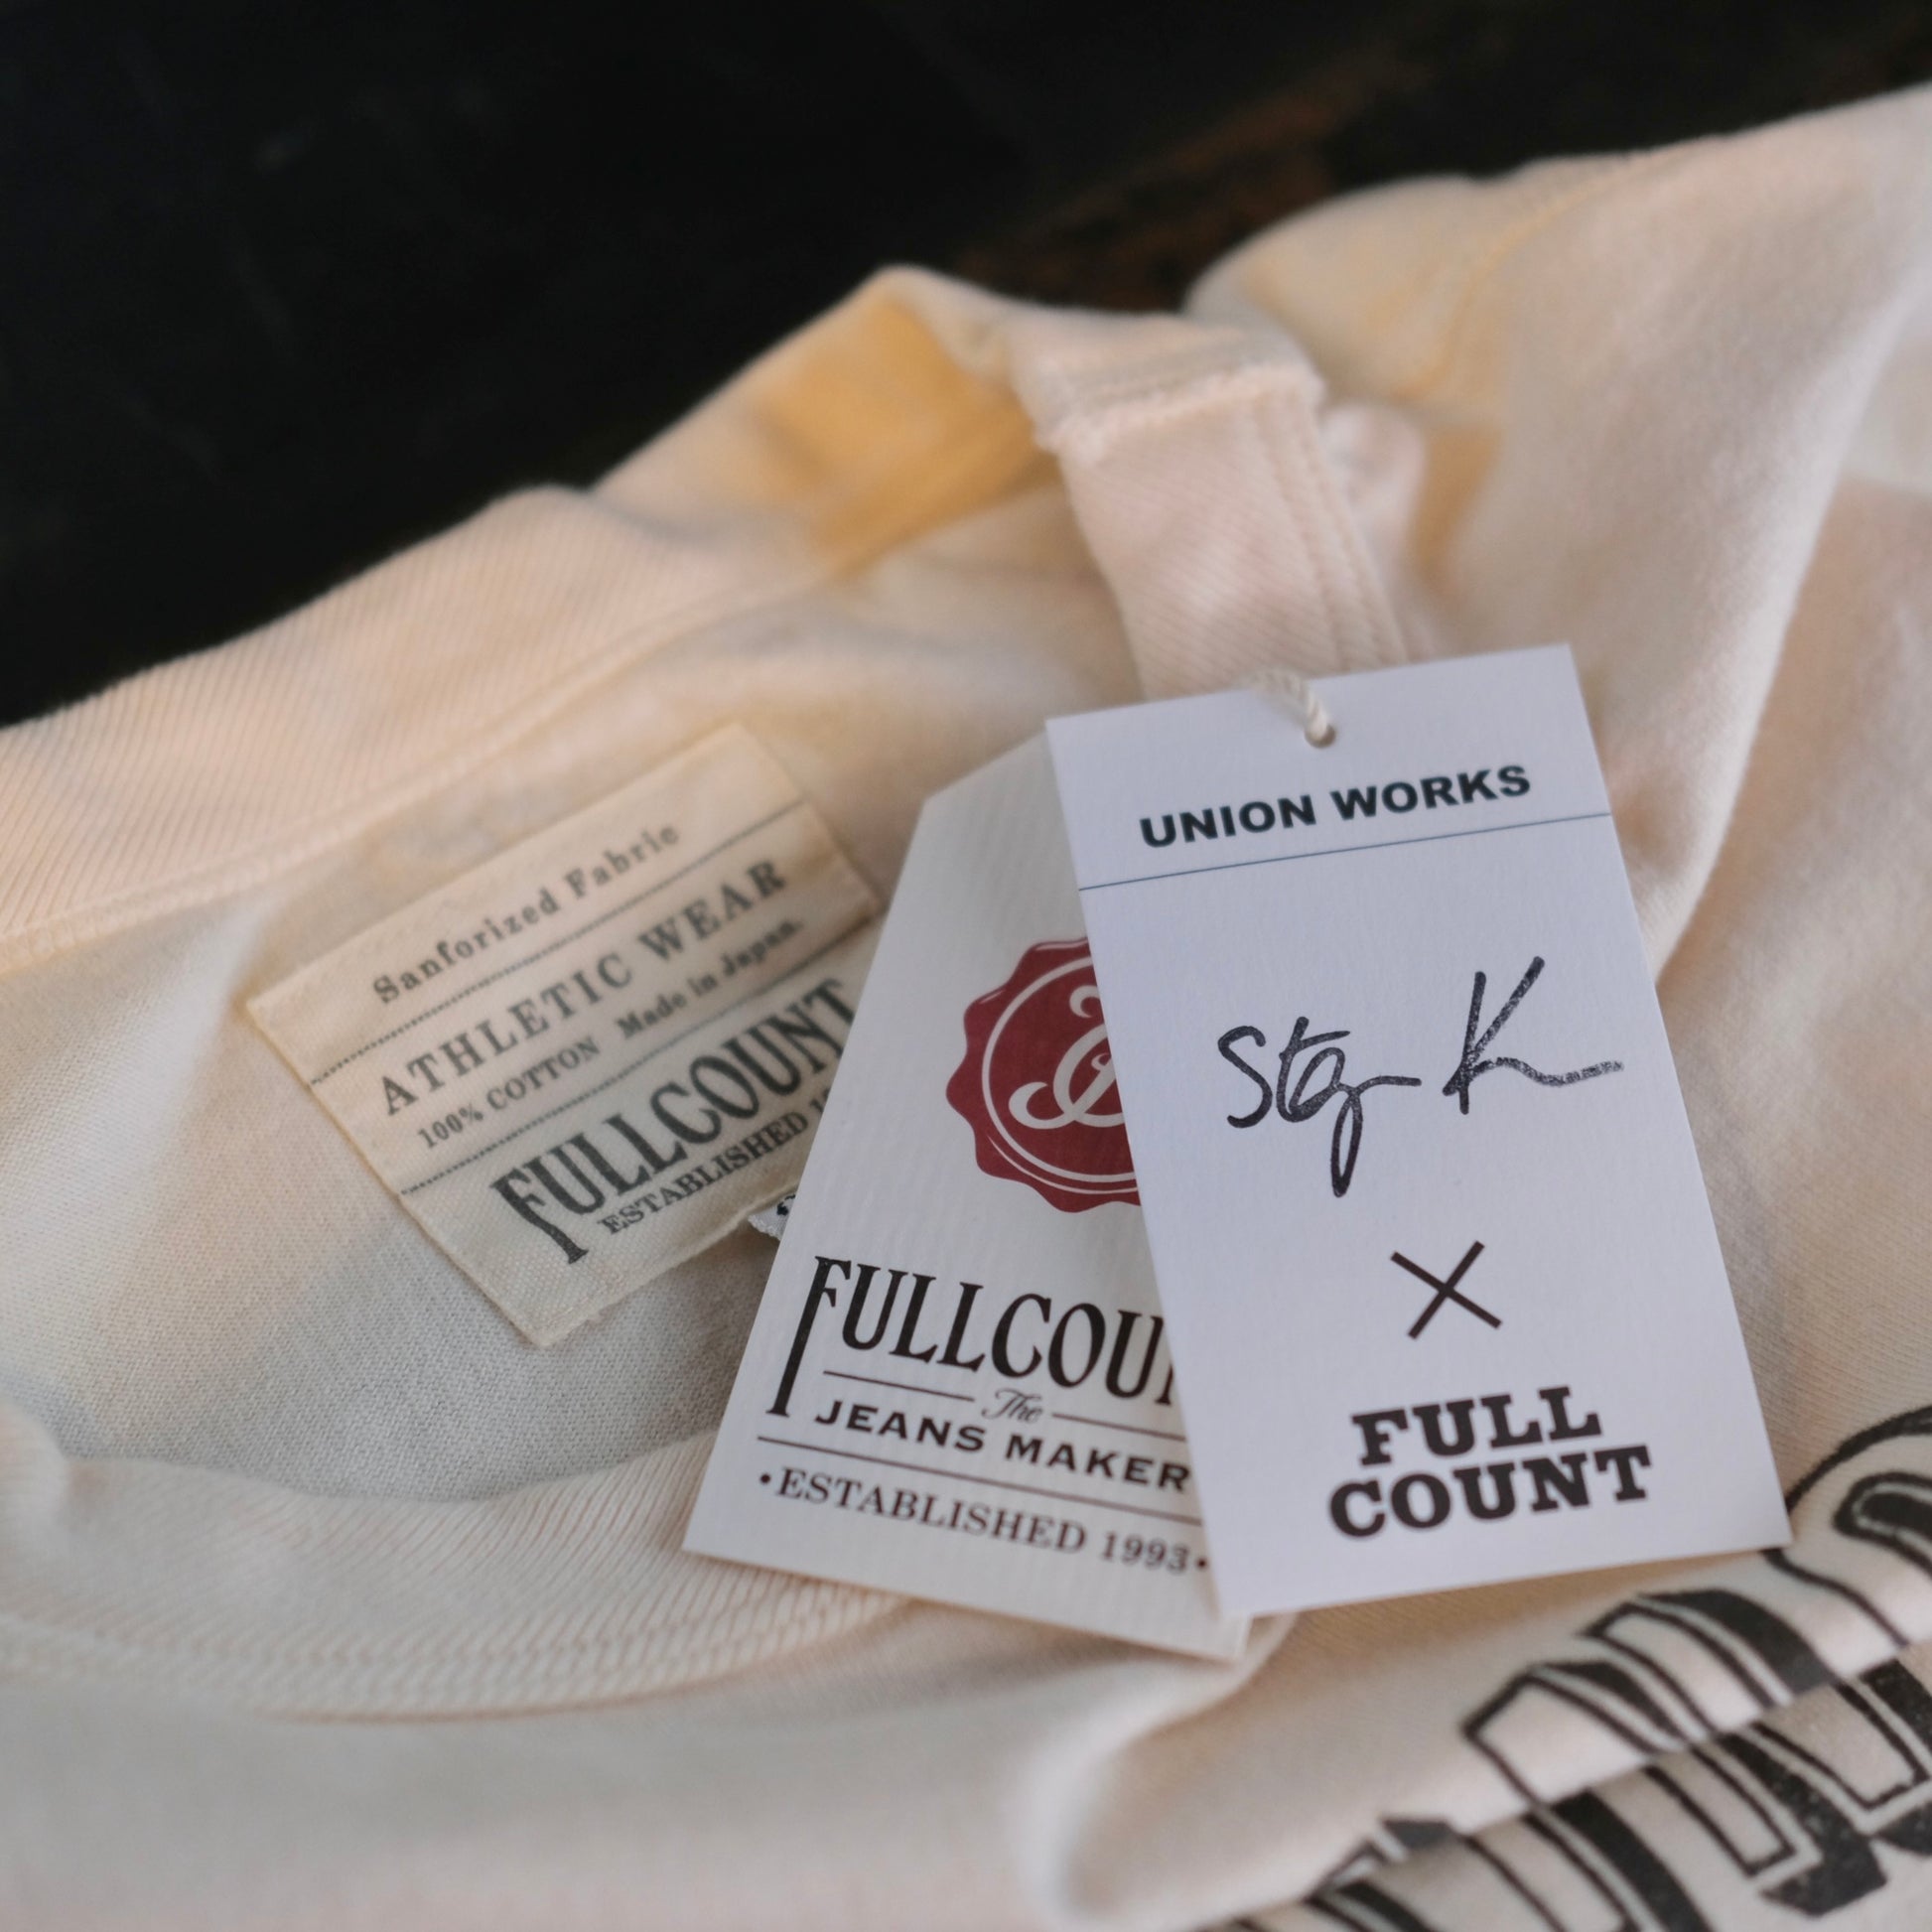 Sanforized Fabric
ATHLETIC WEAR
100% COTTON Made in Japan.
FULLCOUNT
ESTABLISHED
The
JEANS MAKER
•ESTABLISHED 1993•
UNION WORKS
×
FULL
COUNT